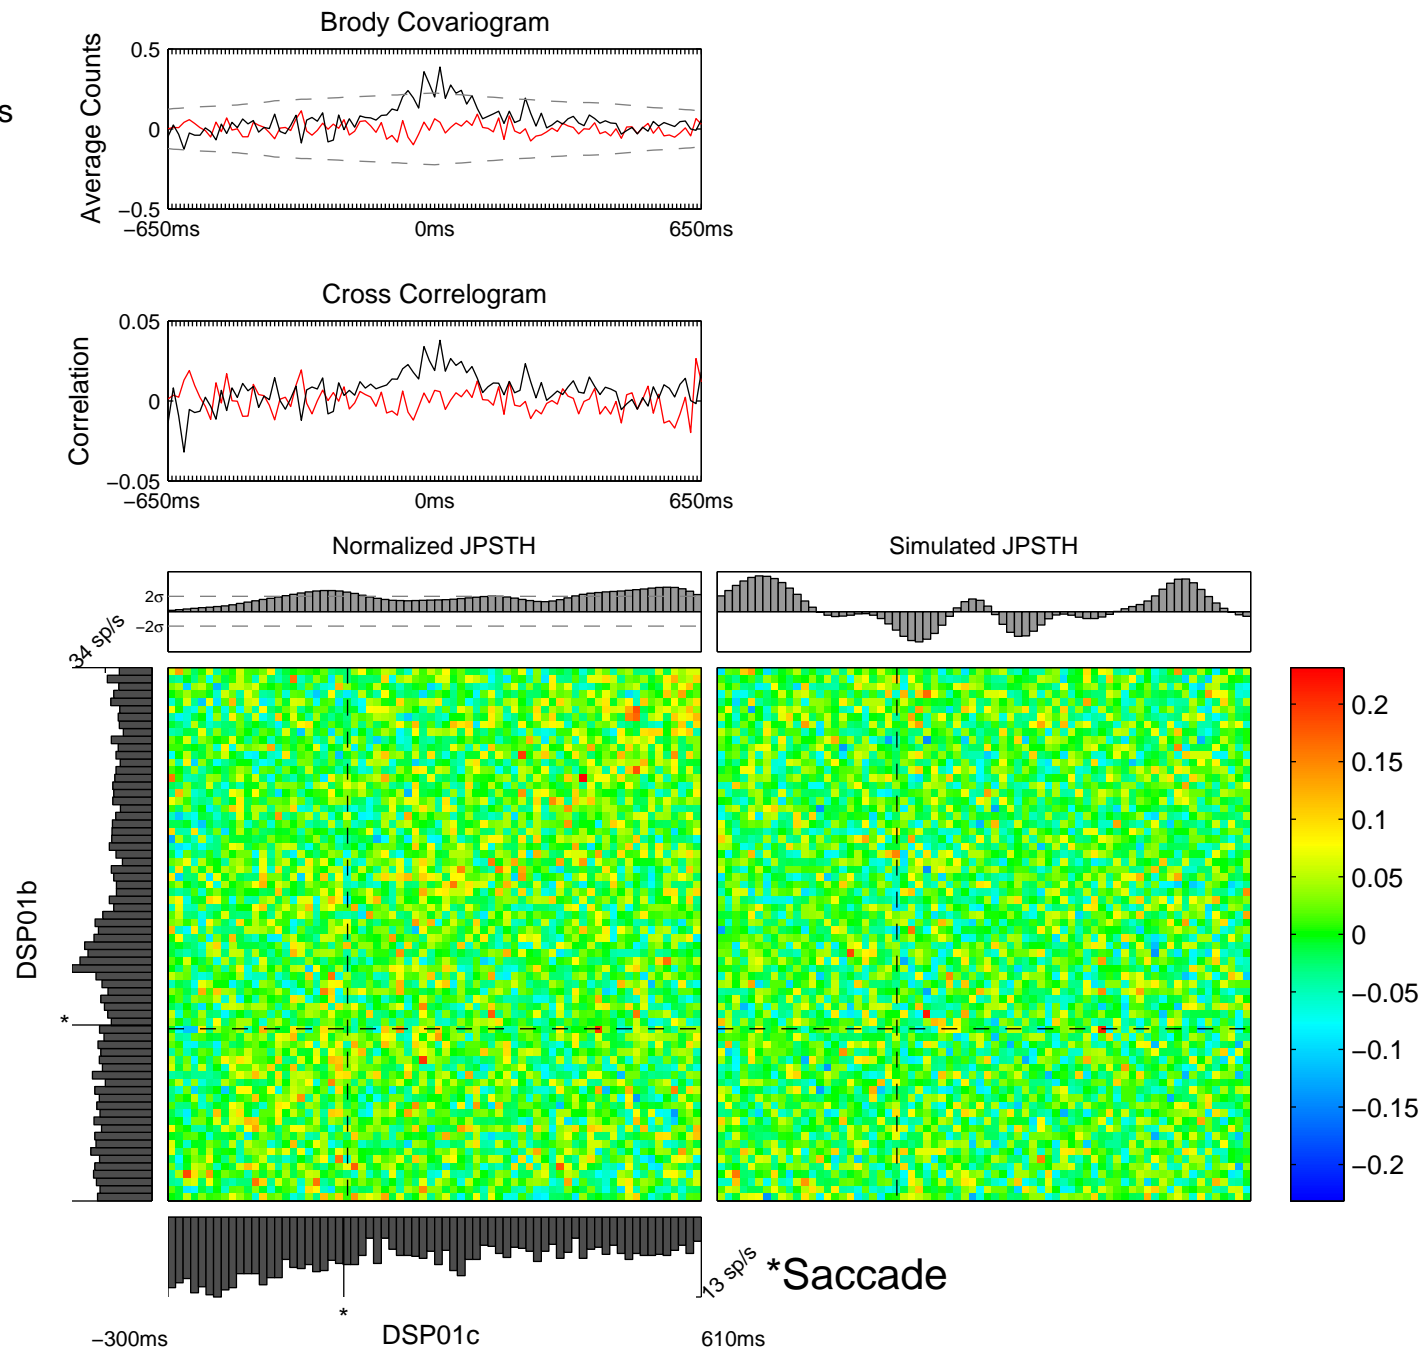 Brody Covariogram
s
Average Counts
0.5
0
−0.5
−650ms
0ms
650ms
Cross Correlogram
Correlation
0.05
0
−0.05
−650ms
0ms
650ms
Normalized JPSTH
Simulated JPSTH
2σ
−2σ
34 sp/s
DSP01b
*
0.2
0.15
0.1
0.05
0
−0.05
−0.1
−0.15
−0.2
13 sp/s
*Saccade
*
−300ms
DSP01c
610ms